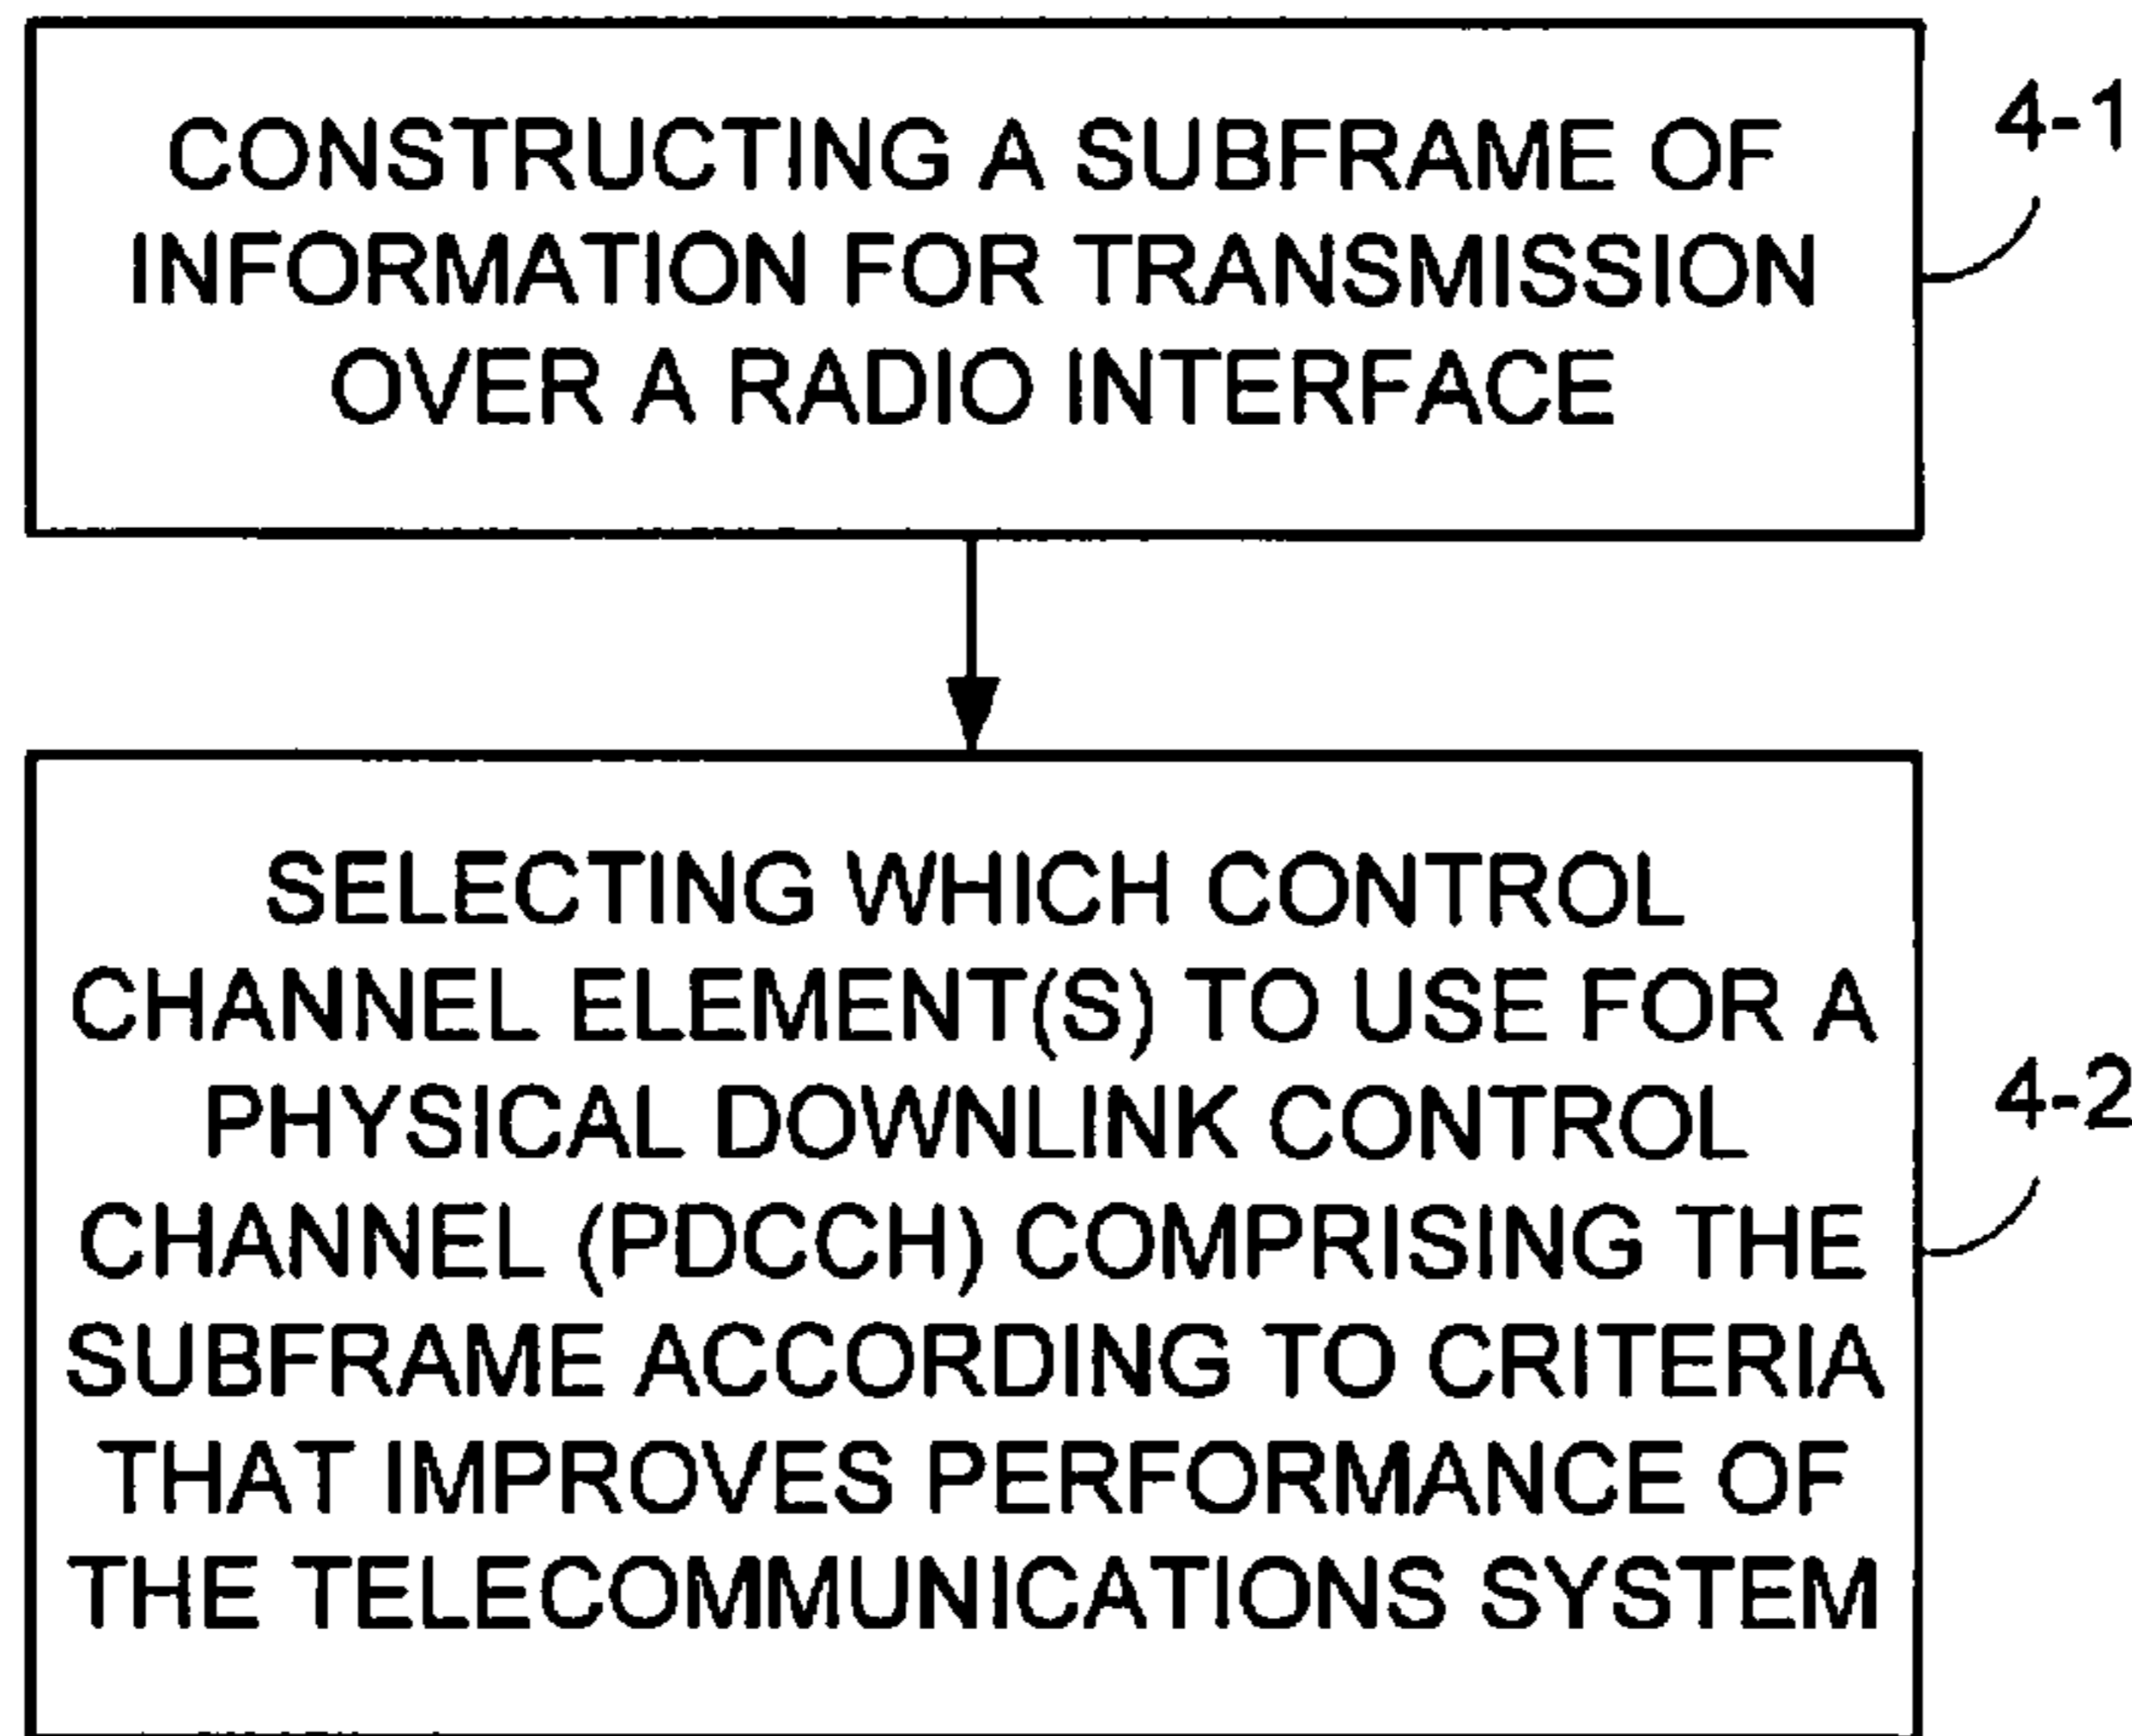 CONSTRUCTING A SUBFRAME OF
INFORMATION FOR TRANSMISSION
OVER A RADIO INTERFACE
4-1
SELECTING WHICH CONTROL
CHANNEL ELEMENT(S) TO USE FOR A
PHYSICAL DOWNLINK CONTROL
CHANNEL (PDCCH) COMPRISING THE
SUBFRAME ACCORDING TO CRITERIA
THAT IMPROVES PERFORMANCE OF
THE TELECOMMUNICATIONS SYSTEM
4-2